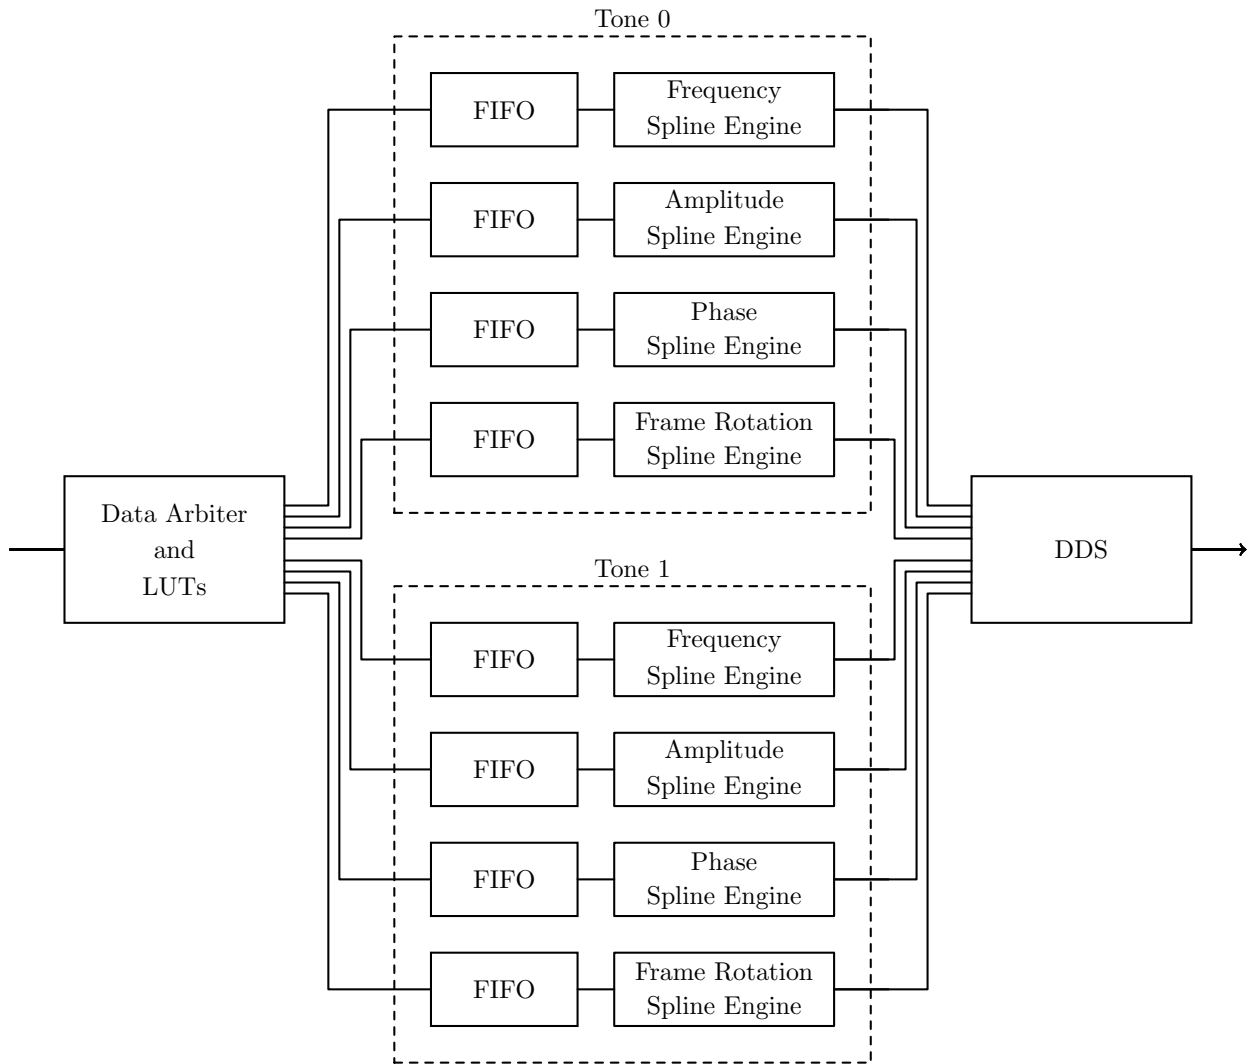 Tone 0
FIFO
Frequency
Spline Engine
FIFO
Amplitude
Spline Engine
FIFO
Phase
Spline Engine
FIFO
Frame Rotation
Spline Engine
Data Arbiter
and
LUTs
DDS
Tone 1
FIFO
Frequency
Spline Engine
FIFO
Amplitude
Spline Engine
FIFO
Phase
Spline Engine
FIFO
Frame Rotation
Spline Engine